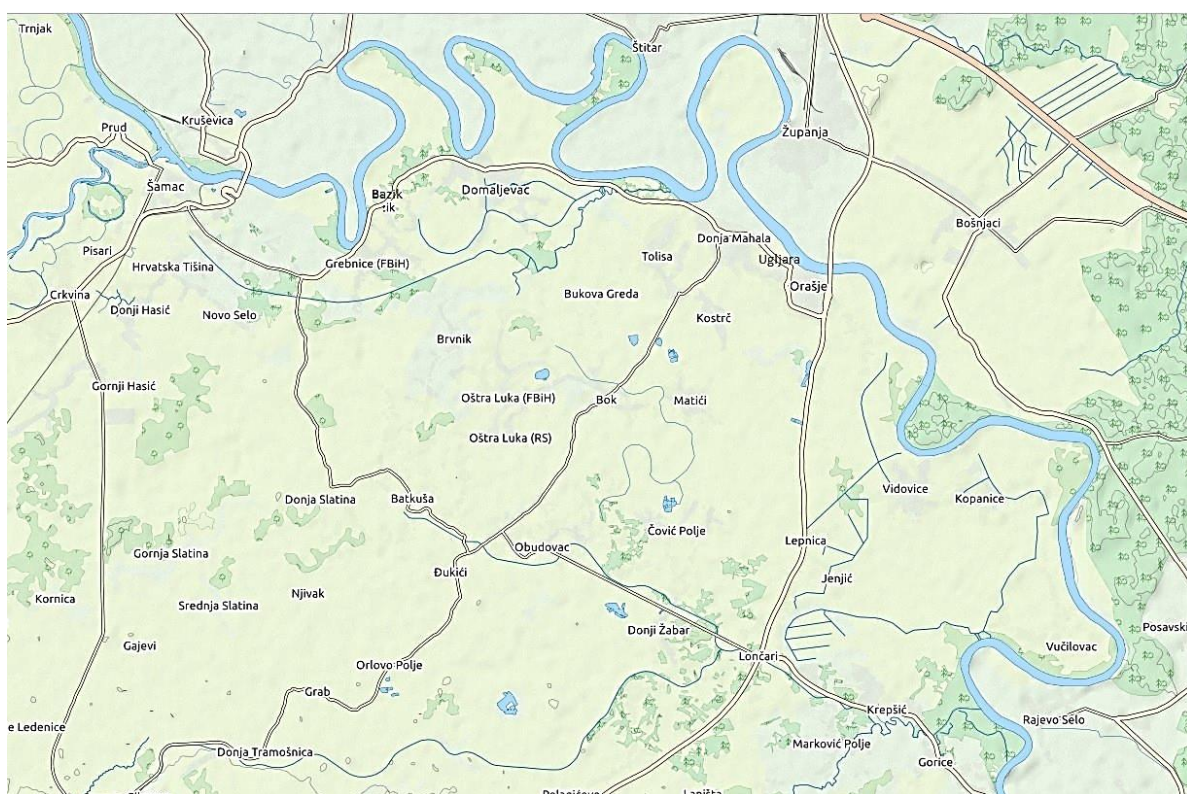 Trnjak
Štitar
Kruševica
Prud
Županja
Šamac
Bazik
Domaljevac
Bošnjaci
Pisari
Donja Mahala
Tolisa
Ugljara
Hrvatska Tišina
Grebnice (FBiH)
Orašje
Crkvina
Bukova Greda
Donji Hasić
Novo Selo
Kostrč
Brvnik
Gornji Hasić
Oštra Luka (FBiH)
Bok
Matići
Oštra Luka (RS)
Vidovice
Donja Slatina
Batkuša
Kopanice
Čović Polje
Lepnica
Obudovac
Gornja Slatina
Đukići
Jenjić
Njivak
Kornica
Srednja Slatina
Posavski
Donji Žabar
Gajevi
Vučilovac
Lončari
Orlovo Polje
Grab
Krepšić
Rajevo Selo
e Ledenice
Marković Polje
Donja Tramošnica
Gorice